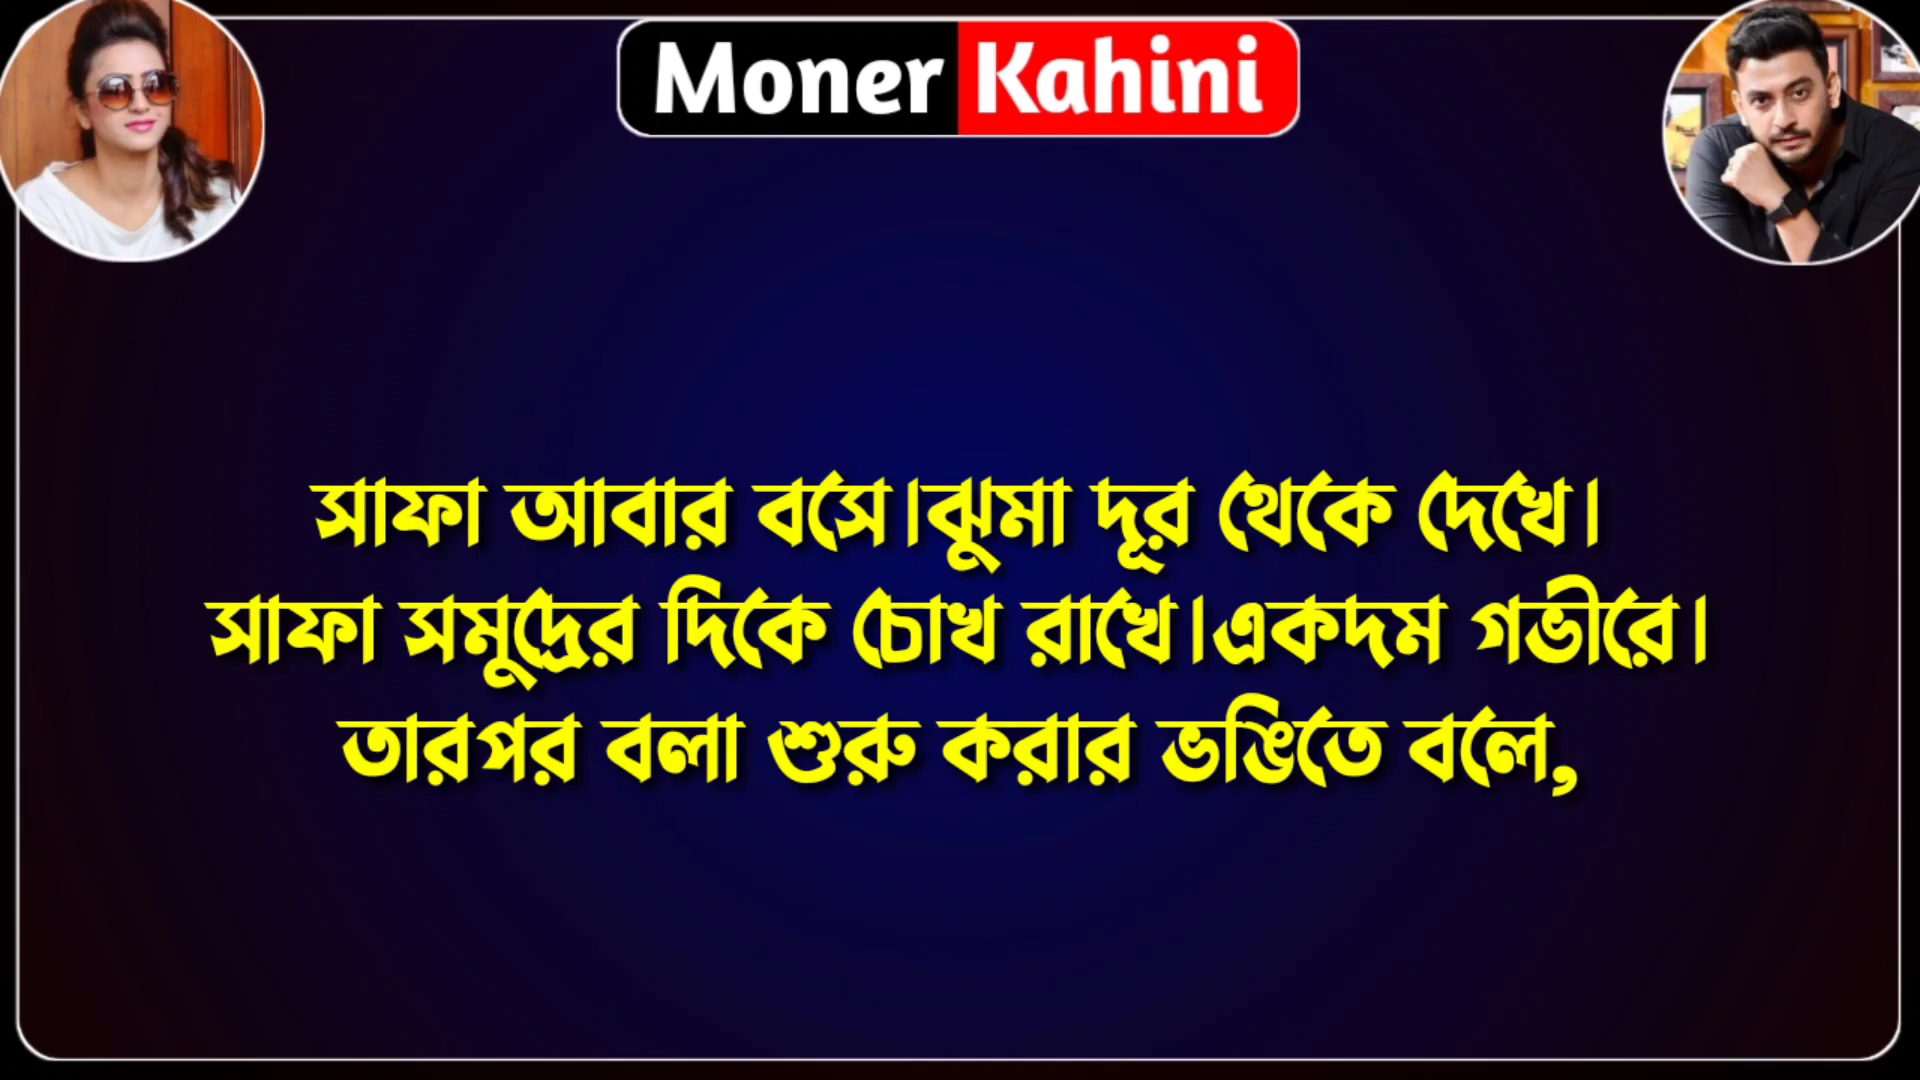 Moner Kahini
সাফা আবার বসে।ঝুমা দূর থেকে দেখে।
সাফা সমুদ্রের দিকে চোখ রাখে।একদম গভীরে।
তারপর বলা শুরু করার ভঙ্গিতে বলে,